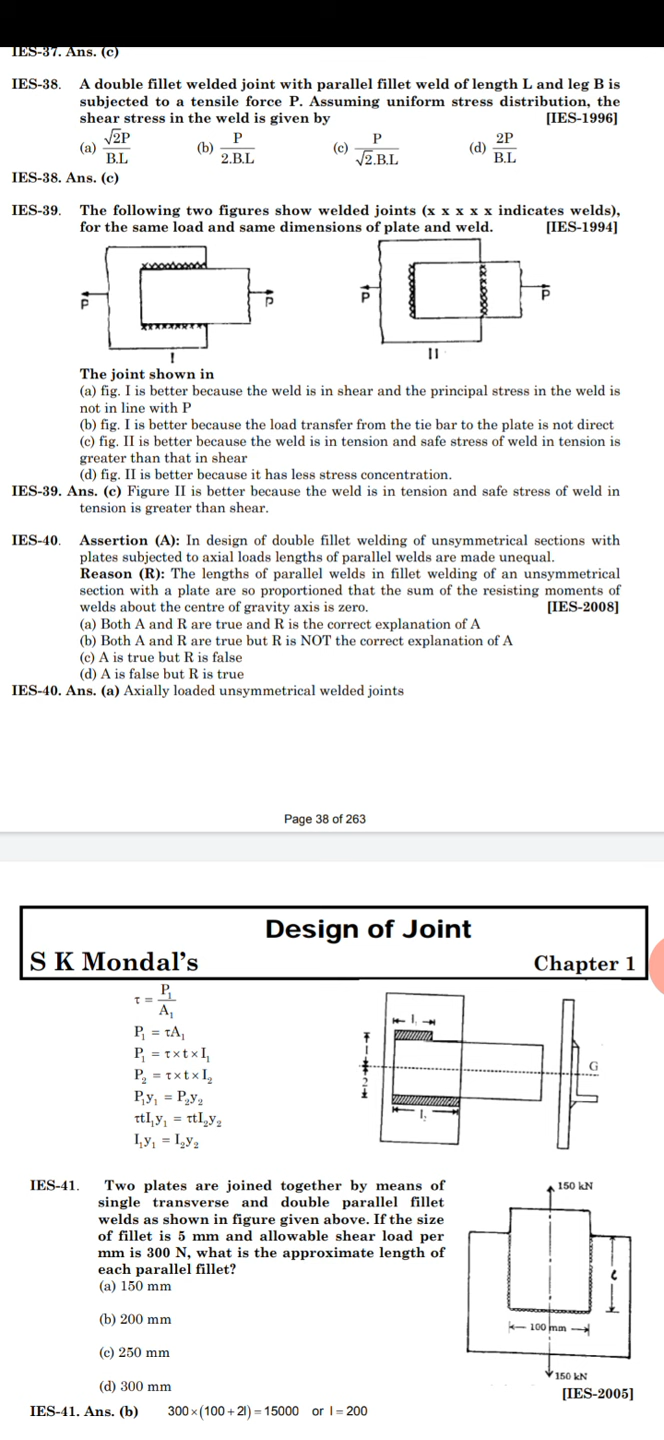 IES-37. Ans. (c)
IES-38. A double fillet welded joint with parallel fillet weld of length L and leg B is
subjected to a tensile force P. Assuming uniform stress distribution, the
shear stress in the weld is given by [IES-1996]
(a) √2P/B.L (b) P/2.B.L (c) P/√2.B.L (d) 2P/B.L
IES-38. Ans. (c)
IES-39. The following two figures show welded joints (x x x x x indicates welds),
for the same load and same dimensions of plate and weld. [IES-1994]
P P P P
I II
The joint shown in
(a) fig. I is better because the weld is in shear and the principal stress in the weld is
not in line with P
(b) fig. I is better because the load transfer from the tie bar to the plate is not direct
(c) fig. II is better because the weld is in tension and safe stress of weld in tension is
greater than that in shear
(d) fig. II is better because it has less stress concentration.
IES-39. Ans. (c) Figure II is better because the weld is in tension and safe stress of weld in
tension is greater than shear.
IES-40. Assertion (A): In design of double fillet welding of unsymmetrical sections with
plates subjected to axial loads lengths of parallel welds are made unequal.
Reason (R): The lengths of parallel welds in fillet welding of an unsymmetrical
section with a plate are so proportioned that the sum of the resisting moments of
welds about the centre of gravity axis is zero. [IES-2008]
(a) Both A and R are true and R is the correct explanation of A
(b) Both A and R are true but R is NOT the correct explanation of A
(c) A is true but R is false
(d) A is false but R is true
IES-40. Ans. (a) Axially loaded unsymmetrical welded joints
Page 38 of 263
Design of Joint
S K Mondal's Chapter 1
τ = P₁/A₁
P₁ = τA₁
P₁ = τ × t × I₁
P₂ = τ × t × I₂
P₁y₁ = P₂y₂
τtI₁y₁ = τtI₂y₂
I₁y₁ = I₂y₂
G
IES-41. Two plates are joined together by means of
single transverse and double parallel fillet
welds as shown in figure given above. If the size
of fillet is 5 mm and allowable shear load per
mm is 300 N, what is the approximate length of
each parallel fillet?
(a) 150 mm
(b) 200 mm
(c) 250 mm
(d) 300 mm
150 kN
100 mm
150 kN
[IES-2005]
IES-41. Ans. (b) 300×(100+2l)=15000 or l=200